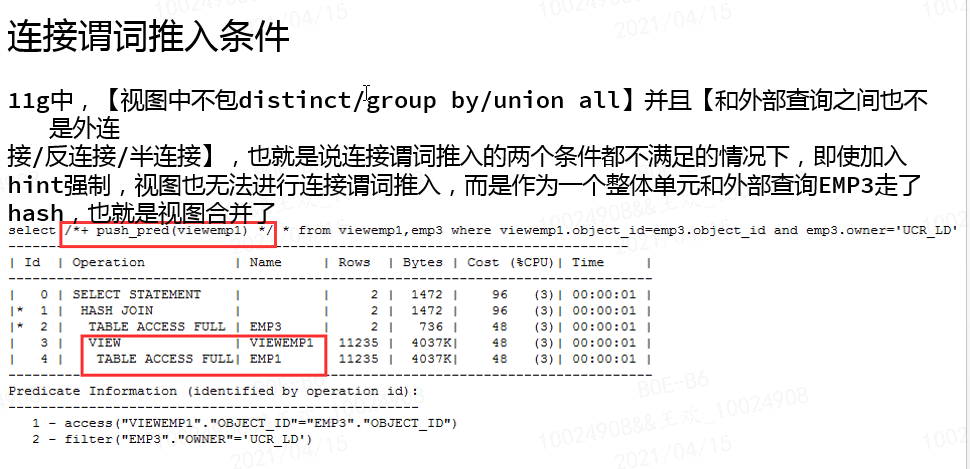 连接谓词推入条件
11g中，【视图中不包distinct/group by/union all】并且【和外部查询之间也不
是外连
接/反连接/半连接】，也就是说连接谓词推入的两个条件都不满足的情况下，即使加入
hint强制，视图也无法进行连接谓词推入，而是作为一个整体单元和外部查询EMP3走了
hash，也就是视图合并了
select /*+ push_pred(viewemp1) */ * from viewemp1,emp3 where viewemp1.object_id=emp3.object_id and emp3.owner='UCR_LD'
| Id  | Operation          | Name     | Rows  | Bytes | Cost (%CPU)| Time     |
|   0 | SELECT STATEMENT   |          |     2 |  1472 |    96   (3)| 00:00:01 |
|*  1 |  HASH JOIN         |          |     2 |  1472 |    96   (3)| 00:00:01 |
|*  2 |   TABLE ACCESS FULL | EMP3     |     2 |   736 |    48   (3)| 00:00:01 |
|   3 |   VIEW             | VIEWEMP1 | 11235 |  4037K|    48   (3)| 00:00:01 |
|   4 |    TABLE ACCESS FULL| EMP1     | 11235 |  4037K|    48   (3)| 00:00:01 |
Predicate Information (identified by operation id):
1 - access("VIEWEMP1"."OBJECT_ID"="EMP3"."OBJECT_ID")
2 - filter("EMP3"."OWNER"='UCR_LD')
BOE-B6
10024908&&王欢_10024908
2021/04/15